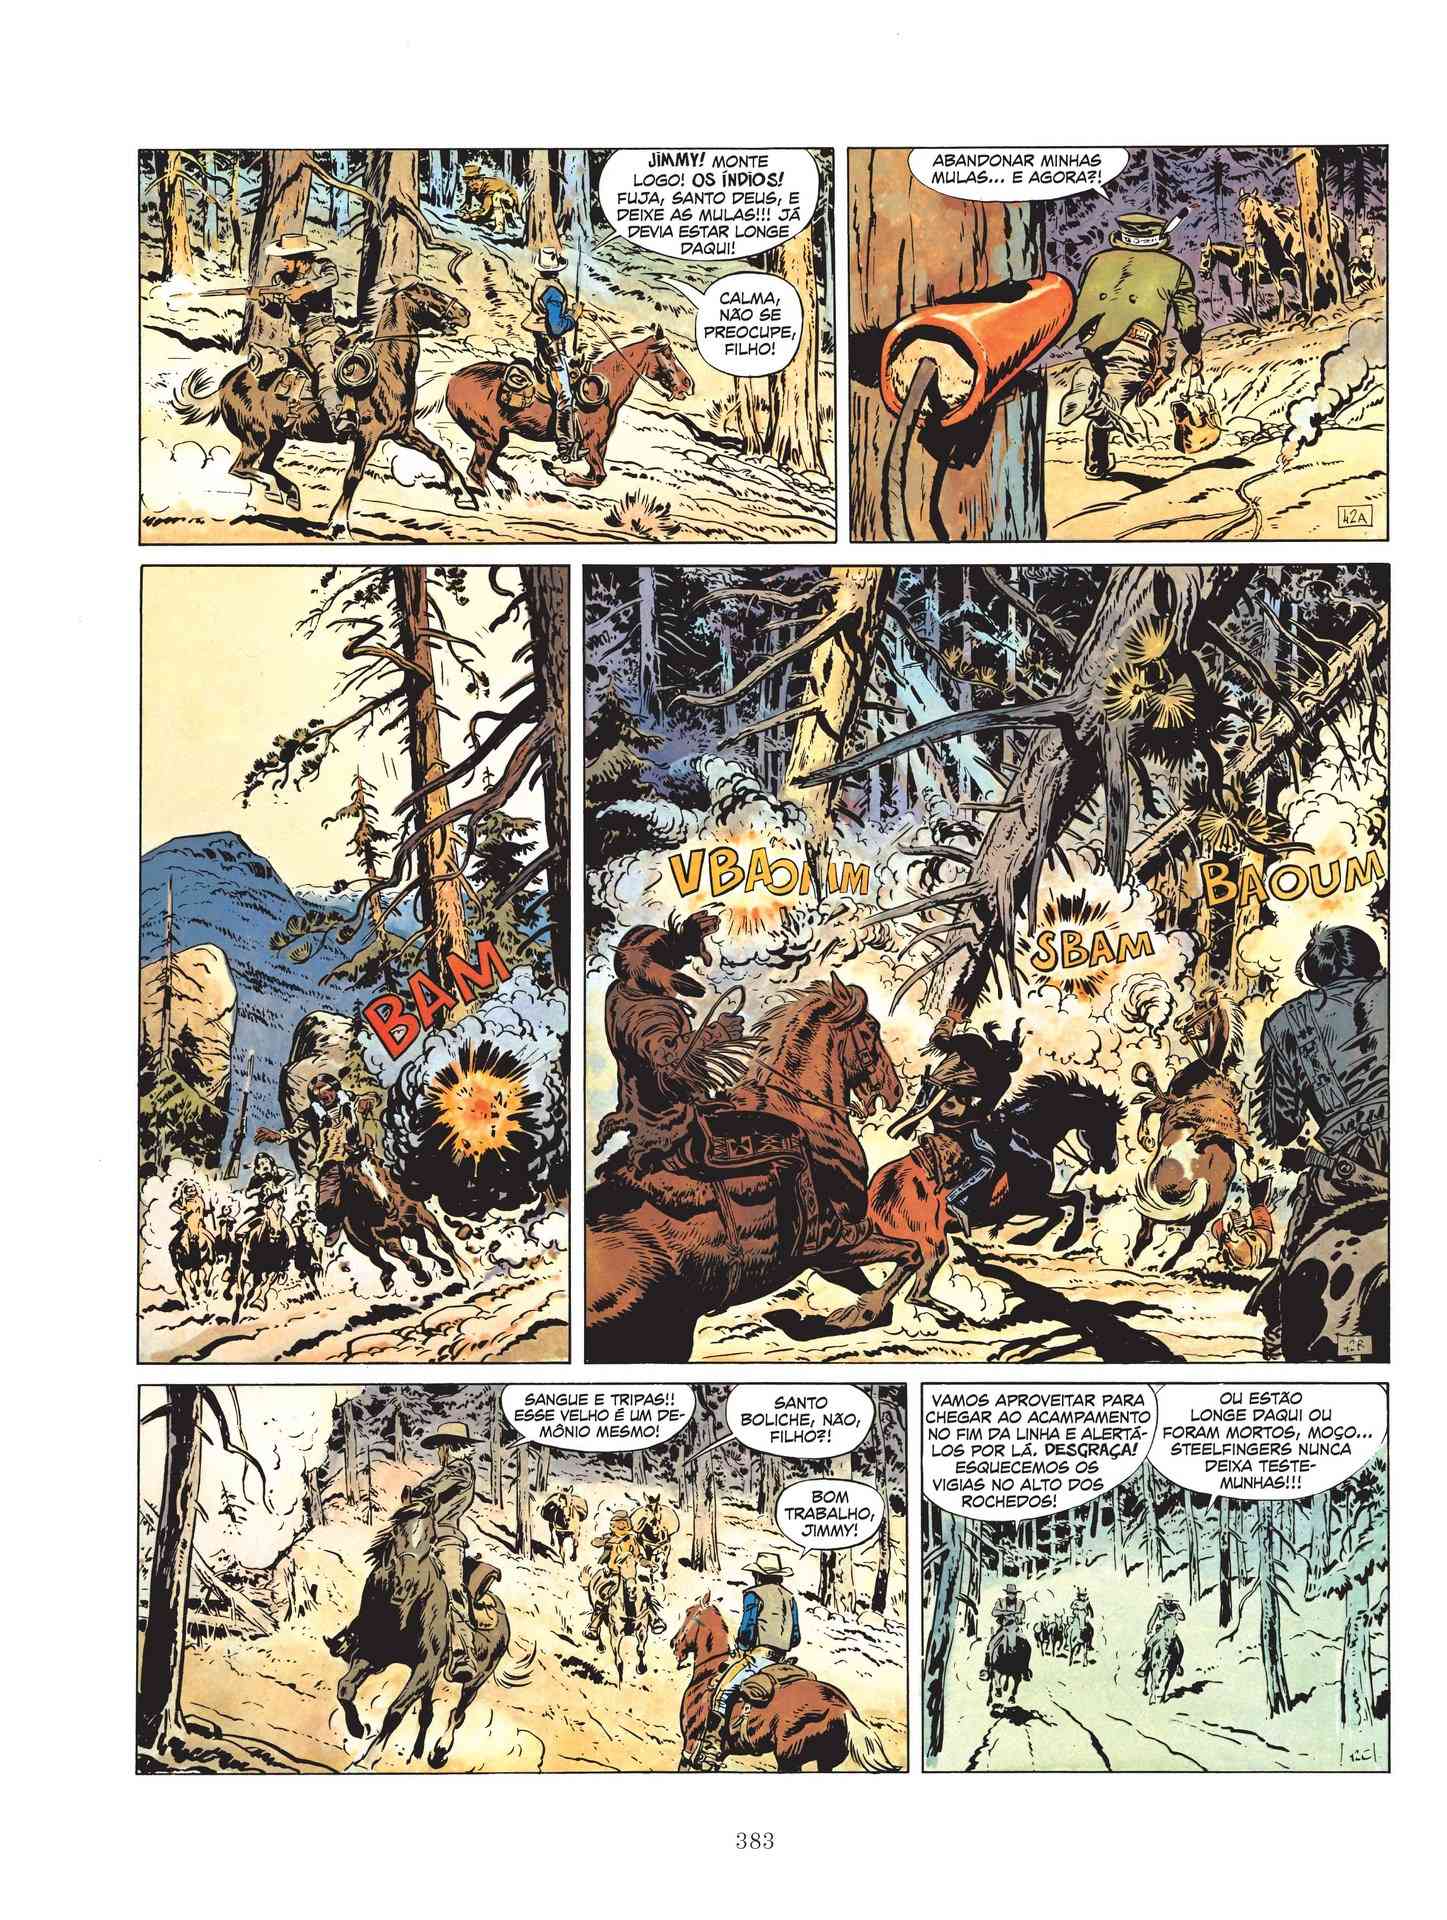 JIMMY! MONTE
LOGO! OS ÍNDIOS!
FUJA, SANTO DEUS, E
DEIXE AS MULAS!!! JÁ
DEVIA ESTAR LONGE
DAQUI!
CALMA,
NÃO SE
PREOCUPE,
FILHO!
ABANDONAR MINHAS
MULAS... E AGORA?!
42A
BAM
VBAOMM
SBAM
BAOUM
42B
SANGUE E TRIPAS!!
ESSE VELHO É UM DE-
MÔNIO MESMO!
SANTO
BOLICHE, NÃO,
FILHO?!
BOM
TRABALHO,
JIMMY!
VAMOS APROVEITAR PARA
CHEGAR AO ACAMPAMENTO
NO FIM DA LINHA E ALERTÁ-
LOS POR LÁ. DESGRAÇA!
ESQUECEMOS OS
VIGIAS NO ALTO DOS
ROCHEDOS!
OU ESTÃO
LONGE DAQUI OU
FORAM MORTOS, MOÇO...
STEELFINGERS NUNCA
DEIXA TESTE-
MUNHAS!!!
42C
383